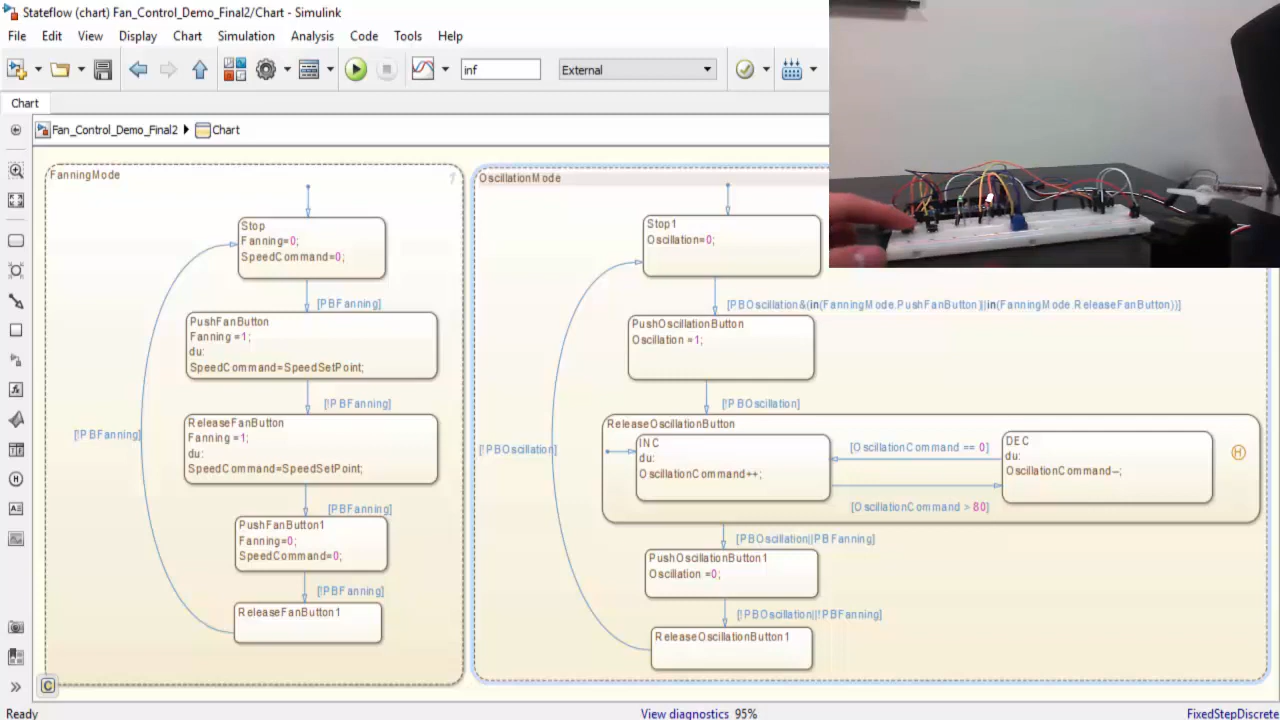 Stateflow (chart) Fan_Control_Demo_Final2/Chart - Simulink
File Edit View Display Chart Simulation Analysis Code Tools Help
inf
External
Chart
Fan_Control_Demo_Final2 Chart
FanningMode
Stop
Fanning=0;
SpeedCommand=0;
[PBFanning]
PushFanButton
Fanning =1;
du:
SpeedCommand=SpeedSetPoint;
[!PBFanning]
ReleaseFanButton
Fanning =1;
du:
SpeedCommand=SpeedSetPoint;
[!PBFanning]
[PBFanning]
PushFanButton1
Fanning=0;
SpeedCommand=0;
[!PBFanning]
ReleaseFanButton1
OscillationMode
Stop1
Oscillation=0;
[PBOscillation&(in(FanningMode.PushFanButton)||in(FanningMode.ReleaseFanButton))]
PushOscillationButton
Oscillation =1;
[!PBOscillation]
ReleaseOscillationButton
INC
du:
OscillationCommand++;
[OscillationCommand == 0]
[OscillationCommand > 80]
DEC
du:
OscillationCommand--;
H
[!PBOscillation]
[PBOscillation||PBFanning]
PushOscillationButton1
Oscillation =0;
[!PBOscillation||!PBFanning]
ReleaseOscillationButton1
Ready
View diagnostics 95%
FixedStepDiscrete